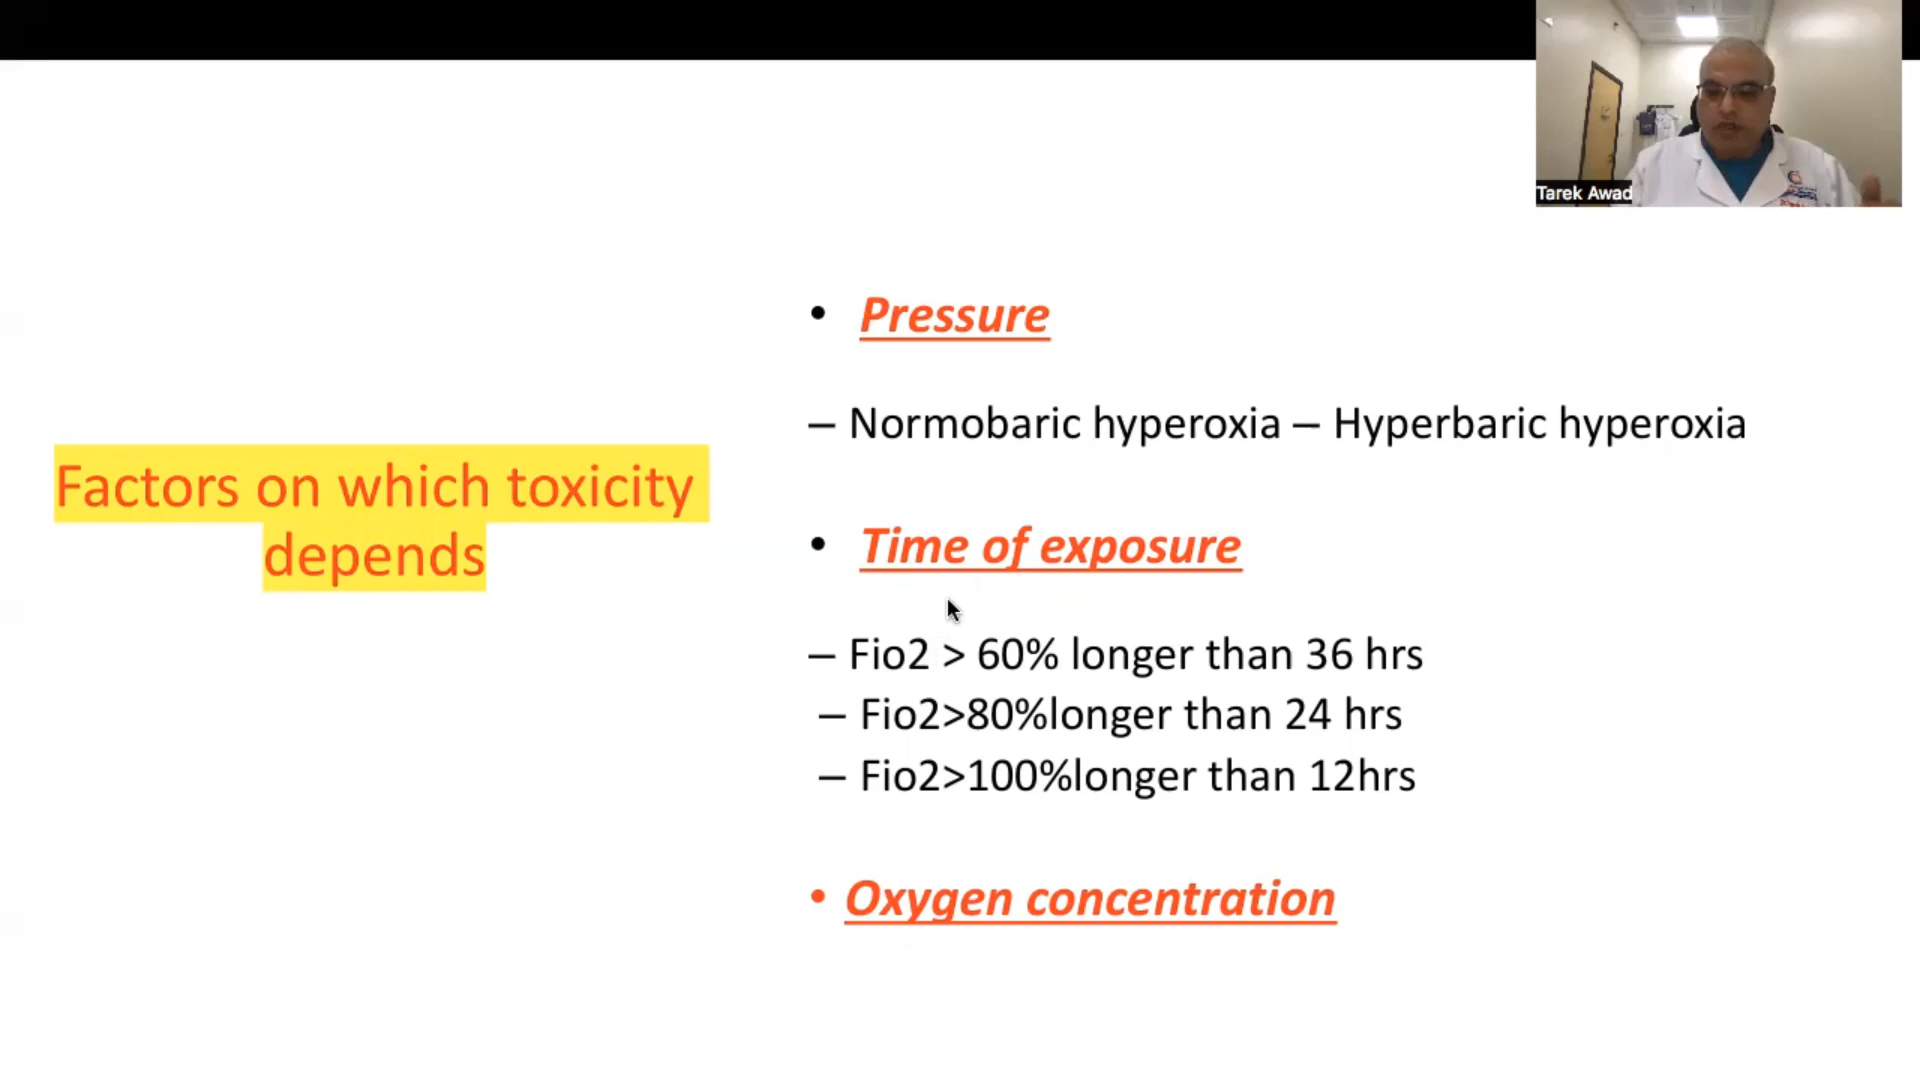 Tarek Awad
Factors on which toxicity
depends
• Pressure
– Normobaric hyperoxia – Hyperbaric hyperoxia
• Time of exposure
– Fio2 > 60% longer than 36 hrs
– Fio2>80%longer than 24 hrs
– Fio2>100%longer than 12hrs
• Oxygen concentration